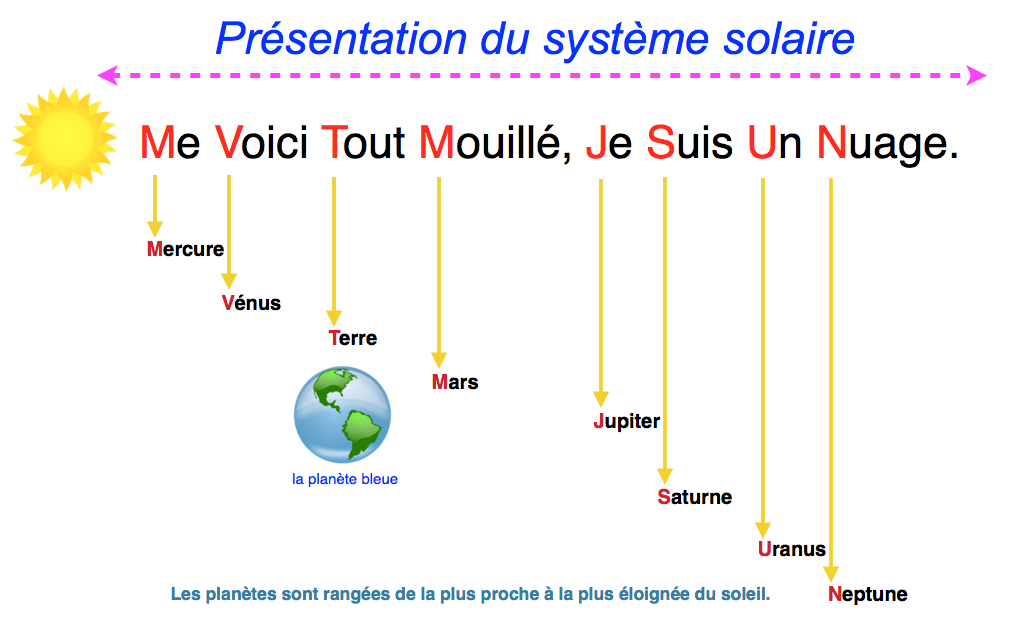 Présentation du système solaire
Me Voici Tout Mouillé, Je Suis Un Nuage.
Mercure
Vénus
Terre
Mars
Jupiter
la planète bleue
Saturne
Uranus
Les planètes sont rangées de la plus proche à la plus éloignée du soleil.
Neptune